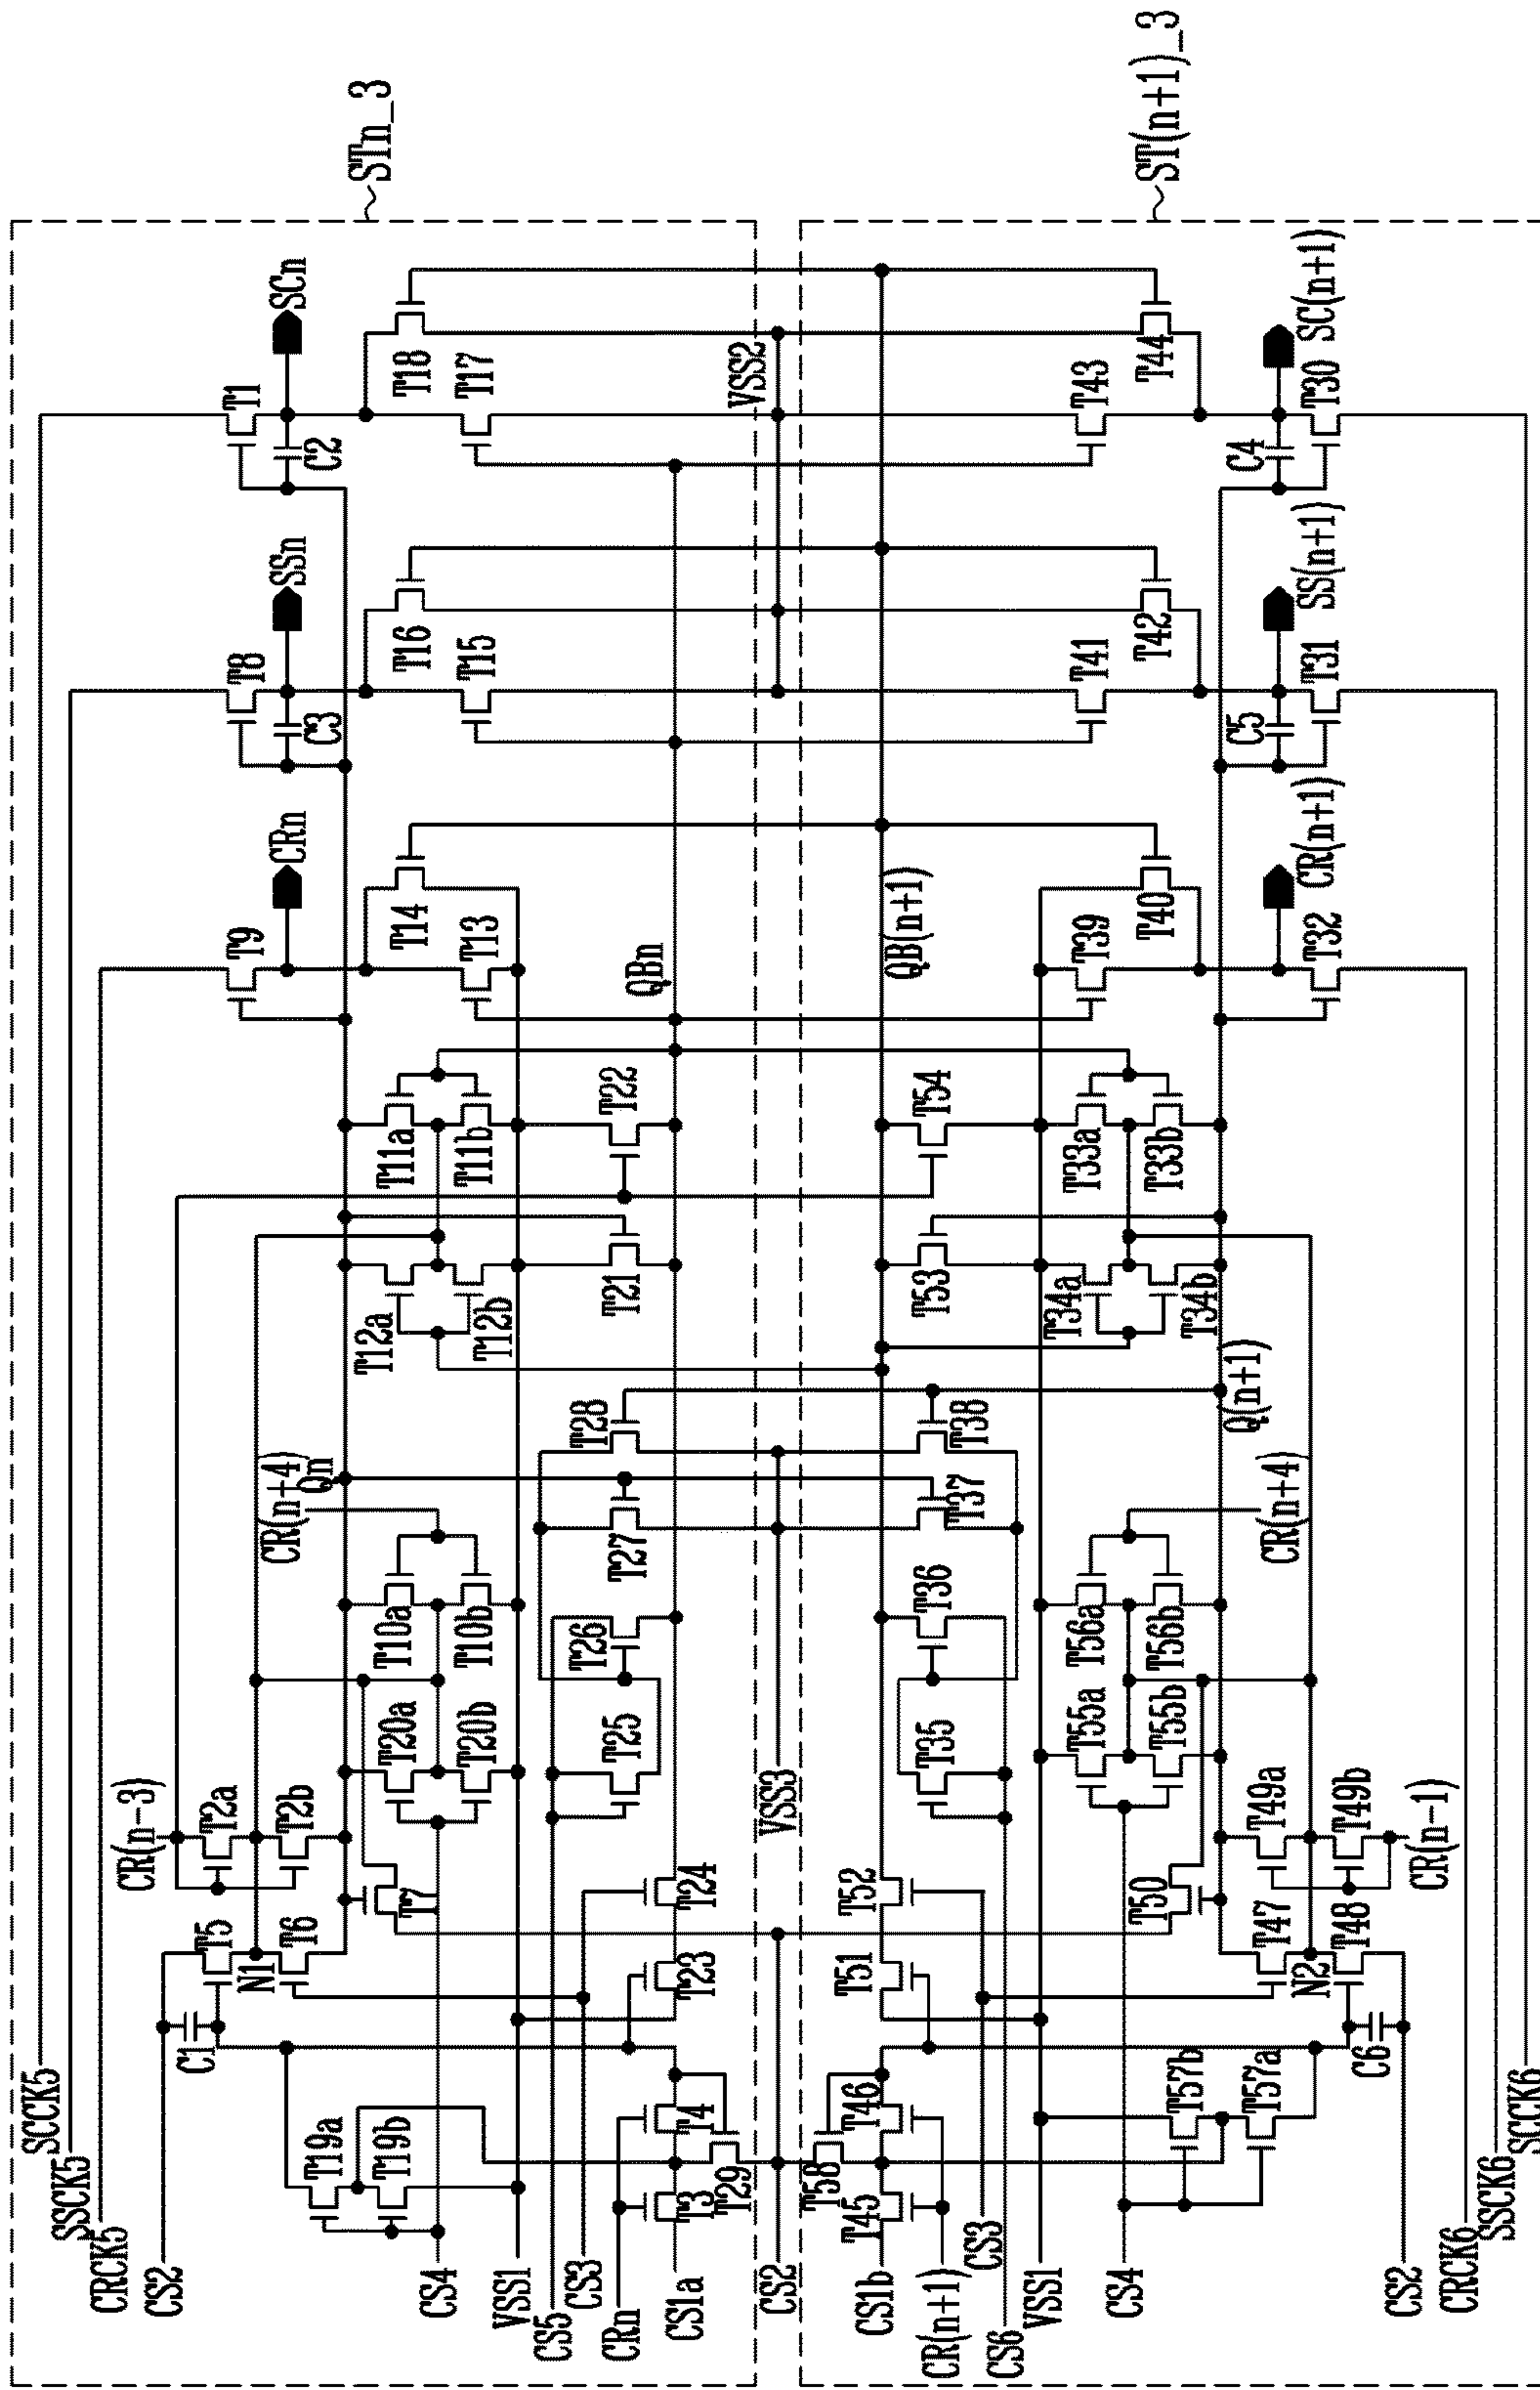 STn_3
ST(n+1)_3
SCCK5
SSCK5
CRCK5
CS2
CS4
VSS1
CS5
CS3
CRn
CS1a
CS2
CS1b
CR(n+1)
CS3
CS6
VSS1
CS4
CS2
CRCK6
SSCK6
SCCK6
C1
T19a
T19b
T3
T4
T29
T58
T45
T46
T57b
T57a
C6
CR(n-3)
T5
N1
T6
T2a
T2b
T7
T23
T24
T51
T52
T50
T47
N2
T48
T49a
T49b
CR(n-1)
T20a
T20b
T25
VSS3
T35
T55a
T55b
CR(n+4)
Qn
T10a
T10b
T26
T27
T28
T36
T37
T38
T56a
T56b
CR(n+4)
Q(n+1)
T12a
T12b
T21
T53
T34a
T34b
T11a
T11b
T22
T54
T33a
T33b
CRn
T9
T14
T13
QBn
QB(n+1)
T39
T40
T32
CR(n+1)
SSn
T8
C3
T16
T15
T41
T42
C5
T31
SS(n+1)
SCn
T1
C2
T18
T17
VSS2
T43
T44
C4
T30
SC(n+1)